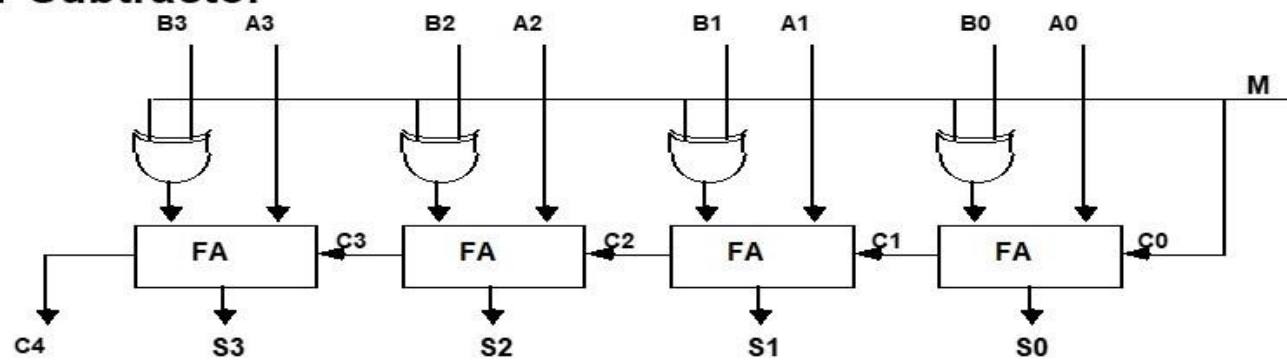 B3 A3 B2 A2 B1 A1 B0 A0
M
FA C3 FA C2 FA C1 FA C0
C4 S3 S2 S1 S0